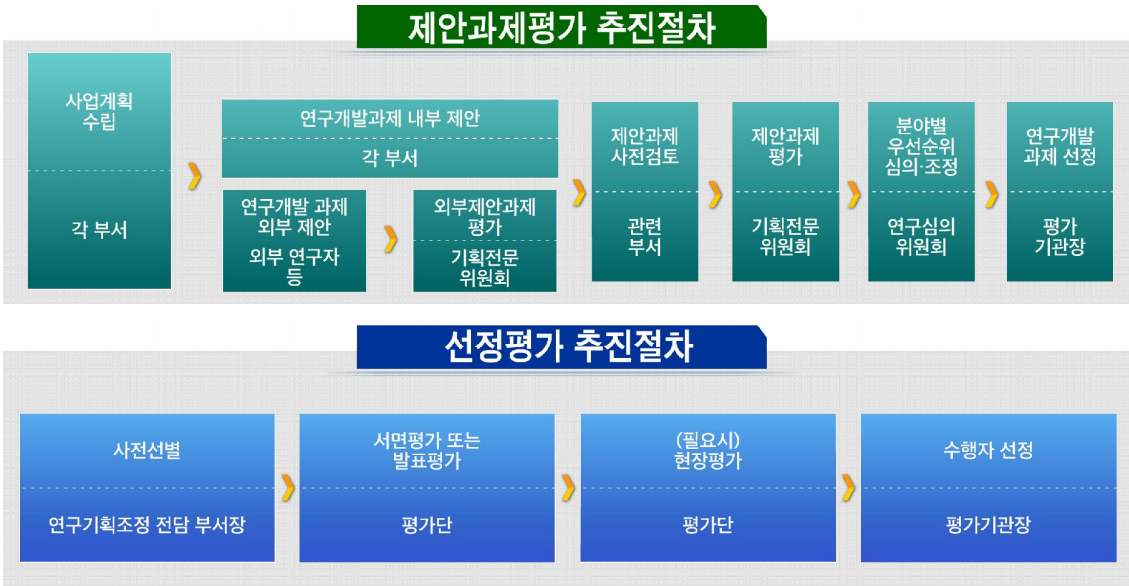 제안과제평가 추진절차
사업계획
수립
각 부서
연구개발과제 내부 제안
각 부서
연구개발 과제
외부 제안
외부 연구자
등
외부제안과제
평가
기획전문
위원회
제안과제
사전검토
관련
부서
제안과제
평가
기획전문
위원회
분야별
우선순위
심의·조정
연구심의
위원회
연구개발
과제 선정
평가
기관장
선정평가 추진절차
사전선별
연구기획조정 전담 부서장
서면평가 또는
발표평가
평가단
(필요시)
현장평가
평가단
수행자 선정
평가기관장